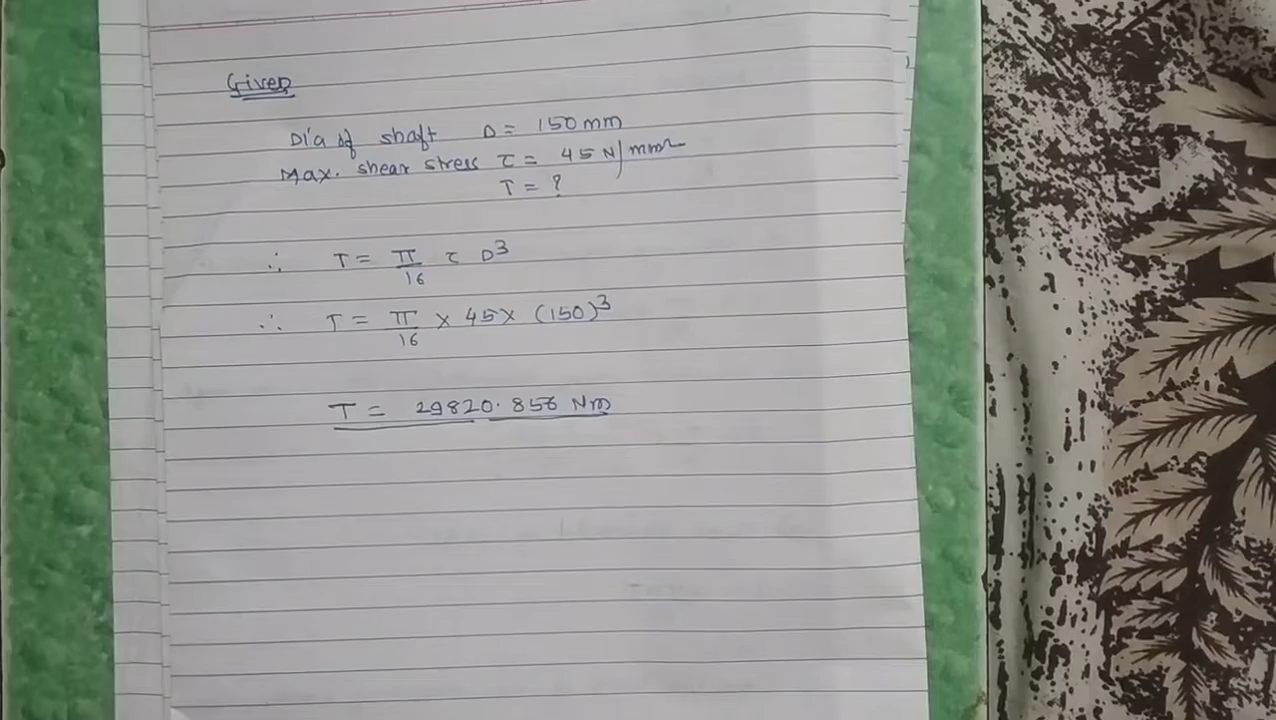 Given
Dia of shaft D = 150 mm
Max. shear stress τ = 45 N/mm²
T = ?
∴ T = π/16 τ D³
∴ T = π/16 × 45 × (150)³
T = 29820.856 Nm